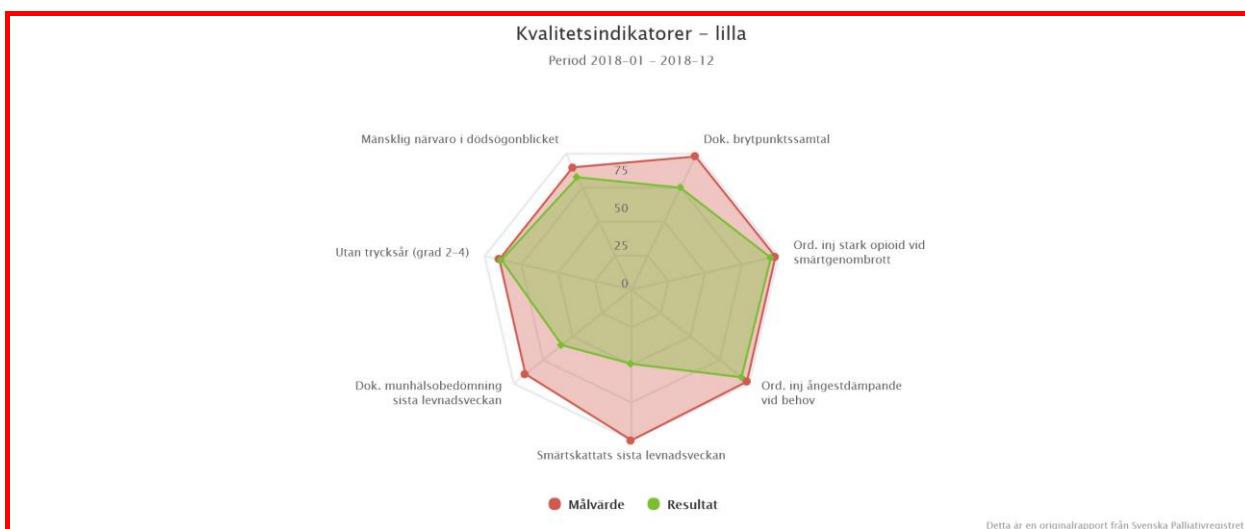 Kvalitetsindikatorer – lilla
Period 2018-01 – 2018-12
Mänsklig närvaro i dödsögonblicket
Dok. brytpunktssamtal
75
50
25
0
Utan trycksår (grad 2-4)
Ord. inj stark opioid vid
smärtgenombrott
Dok. munhälsobedömning
sista levnadsveckan
Ord. inj ångestdämpande
vid behov
Smärtskattats sista levnadsveckan
Målvärde Resultat
Detta är en originalrapport från Svenska Palliativregistret